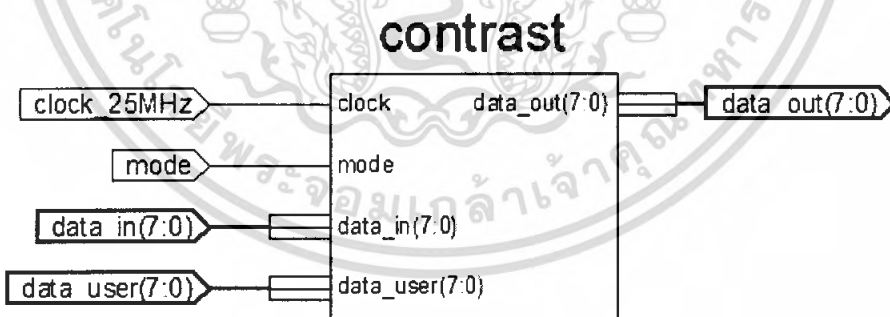 contrast
clock_25MHz
clock
data_out(7:0)
data_out(7:0)
mode
mode
data_in(7:0)
data_in(7:0)
data_user(7:0)
data_user(7:0)